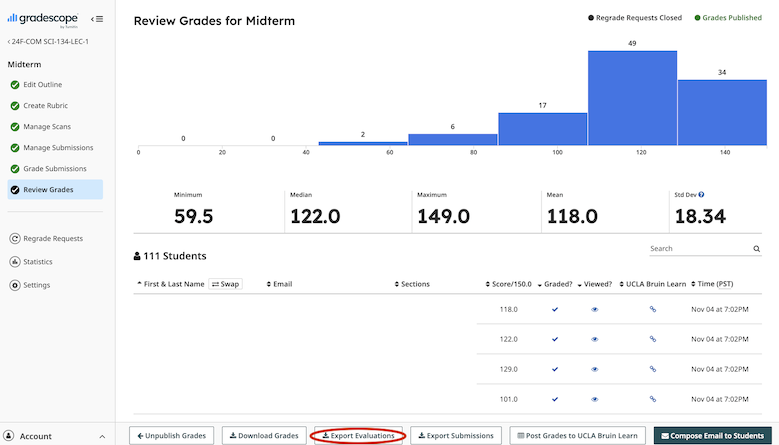 gradescope
by Turnitin
< 24F-COM SCI-134-LEC-1
Midterm
Edit Outline
Create Rubric
Manage Scans
Manage Submissions
Grade Submissions
Review Grades
Regrade Requests
Statistics
Settings
Account
Review Grades for Midterm
Regrade Requests Closed
Grades Published
0 0 2 6 17 49 34
0 20 40 60 80 100 120 140
Minimum Median Maximum Mean Std Dev ?
59.5 122.0 149.0 118.0 18.34
111 Students
Search
First & Last Name Swap Email Sections Score/150.0 Graded? Viewed? UCLA Bruin Learn Time (PST)
118.0 Nov 04 at 7:02PM
122.0 Nov 04 at 7:02PM
129.0 Nov 04 at 7:02PM
101.0 Nov 04 at 7:02PM
Unpublish Grades Download Grades Export Evaluations Export Submissions Post Grades to UCLA Bruin Learn Compose Email to Students